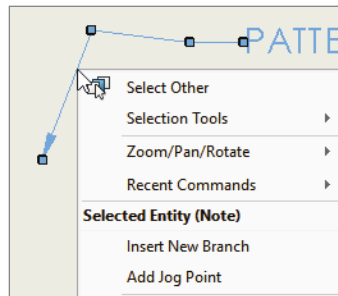 PATTE
Select Other
Selection Tools
Zoom/Pan/Rotate
Recent Commands
Selected Entity (Note)
Insert New Branch
Add Jog Point